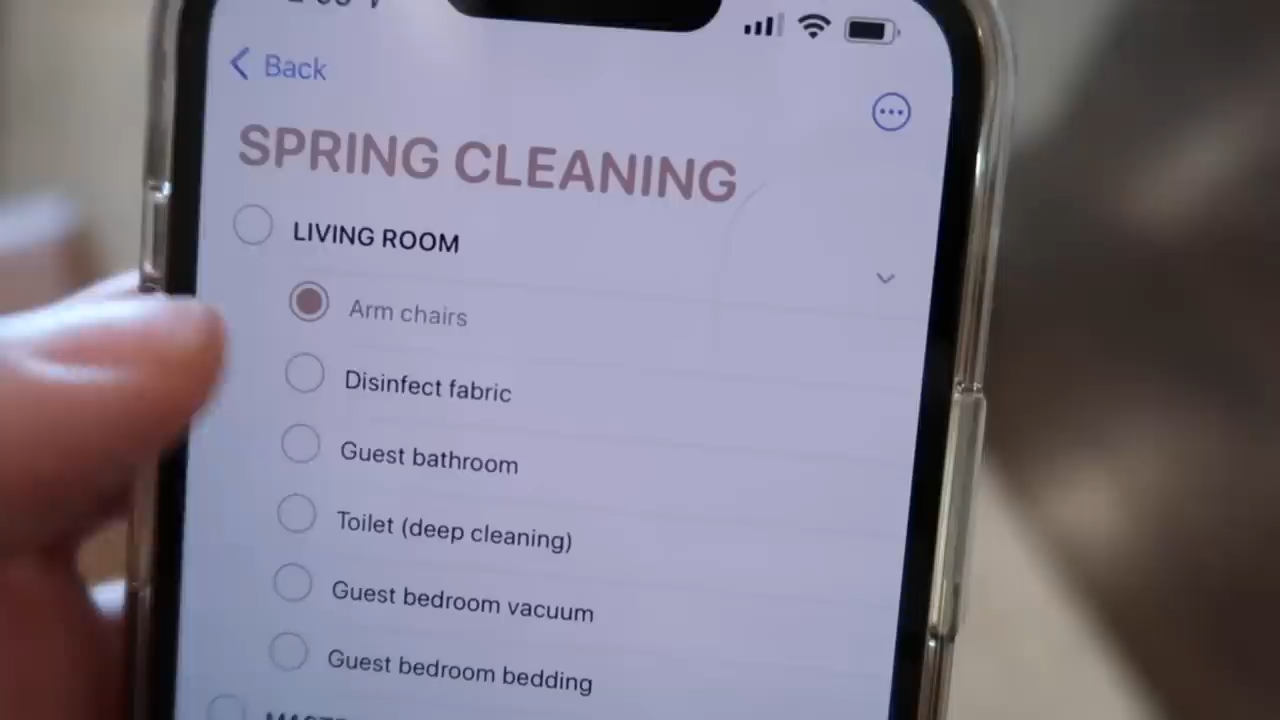 Back
SPRING CLEANING
LIVING ROOM
Arm chairs
Disinfect fabric
Guest bathroom
Toilet (deep cleaning)
Guest bedroom vacuum
Guest bedroom bedding